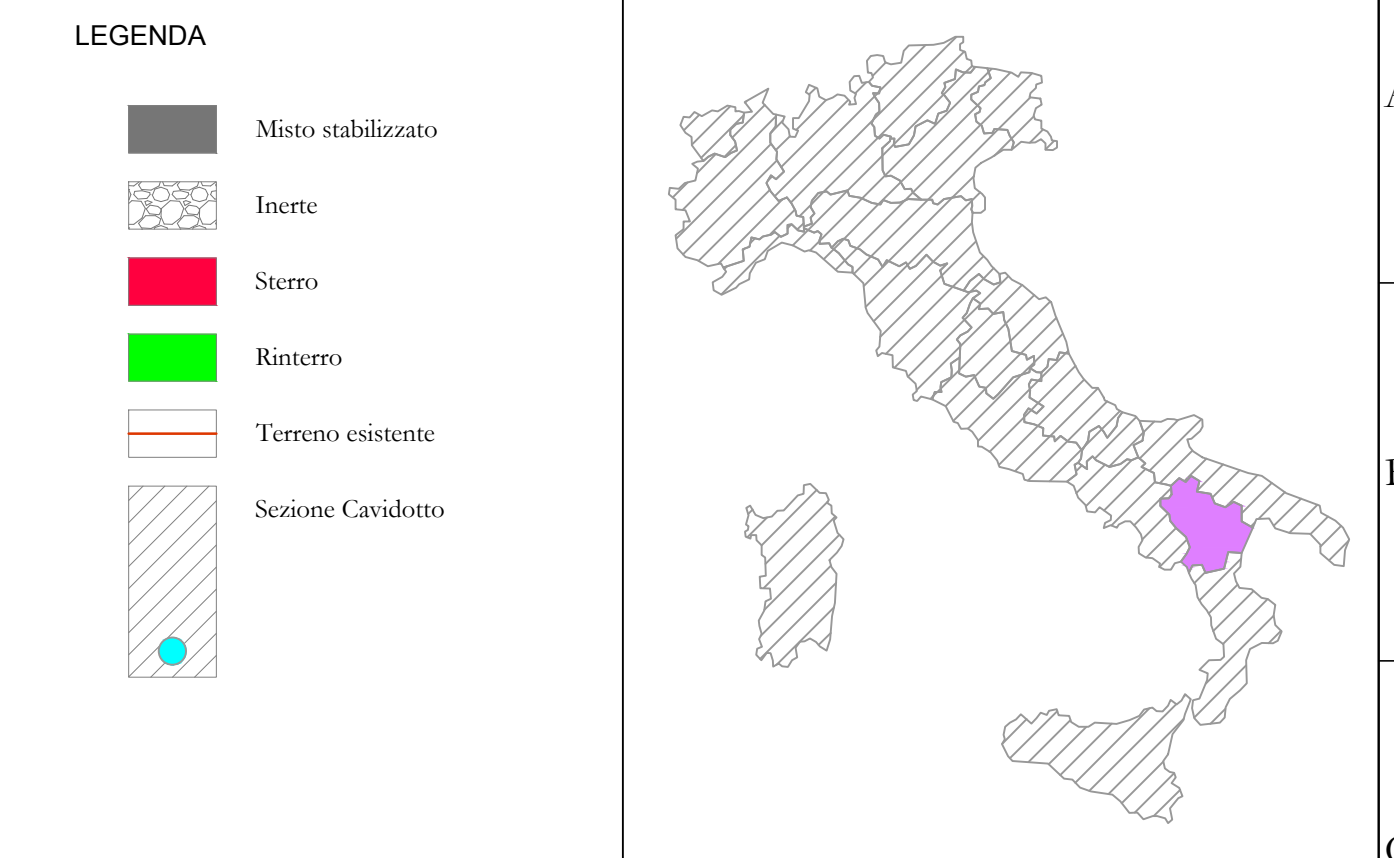 LEGENDA
Misto stabilizzato
Inerte
Sterro
Rinterro
Terreno esistente
Sezione Cavidotto